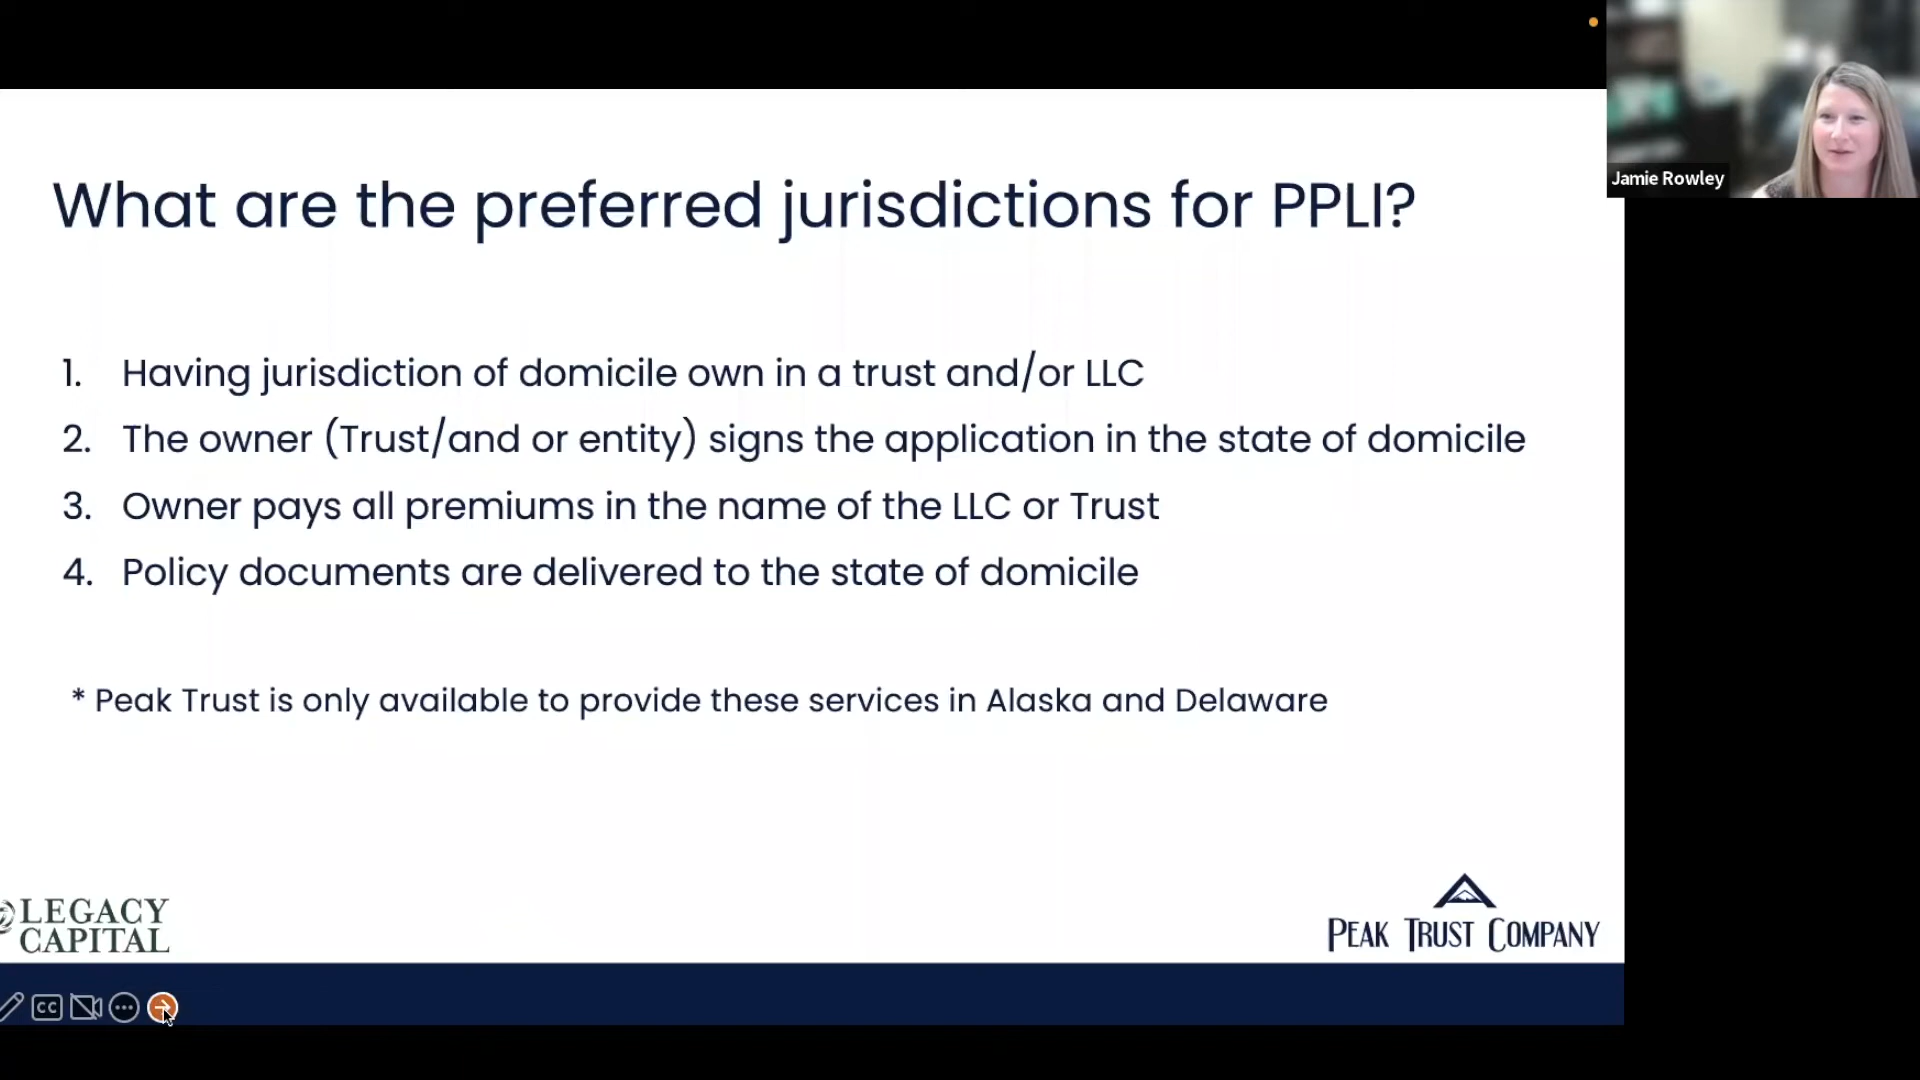 Jamie Rowley
What are the preferred jurisdictions for PPLI?
1. Having jurisdiction of domicile own in a trust and/or LLC
2. The owner (Trust/and or entity) signs the application in the state of domicile
3. Owner pays all premiums in the name of the LLC or Trust
4. Policy documents are delivered to the state of domicile
* Peak Trust is only available to provide these services in Alaska and Delaware
LEGACY
CAPITAL
PEAK TRUST COMPANY
CC